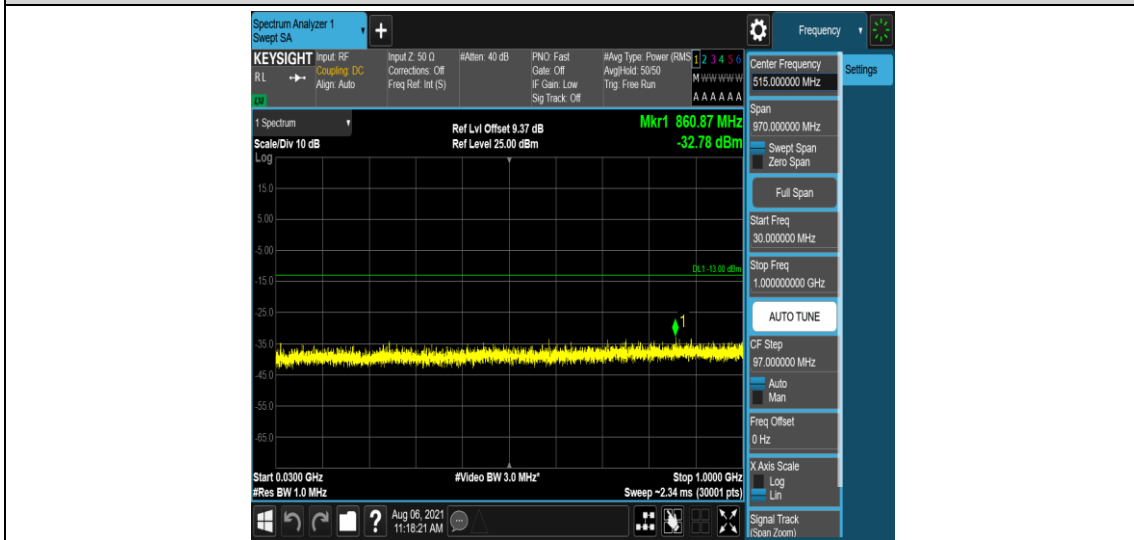 Spectrum Analyzer 1
Swept SA
+
Frequency
KEYSIGHT
RL
LXI
Input: RF
Coupling: DC
Align: Auto
Input Z: 50 Ω
Corrections: Off
Freq Ref: Int (S)
#Atten: 40 dB
PNO: Fast
Gate: Off
IF Gain: Low
Sig Track: Off
#Avg Type: Power (RMS
Avg|Hold: 50/50
Trig: Free Run
1 2 3 4 5 6
M W W W W W
A A A A A A
1 Spectrum
Scale/Div 10 dB
Log
Ref Lvl Offset 9.37 dB
Ref Level 25.00 dBm
Mkr1 860.87 MHz
-32.78 dBm
15.0
5.00
-5.00
-15.0
-25.0
-35.0
-45.0
-55.0
-65.0
DL1 -13.00 dBm
1
Start 0.0300 GHz
#Res BW 1.0 MHz
#Video BW 3.0 MHz*
Stop 1.0000 GHz
Sweep ~2.34 ms (30001 pts)
?
Aug 06, 2021
11:18:21 AM
Center Frequency
515.000000 MHz
Settings
Span
970.000000 MHz
Swept Span
Zero Span
Full Span
Start Freq
30.000000 MHz
Stop Freq
1.000000000 GHz
AUTO TUNE
CF Step
97.000000 MHz
Auto
Man
Freq Offset
0 Hz
X Axis Scale
Log
Lin
Signal Track
(Span Zoom)